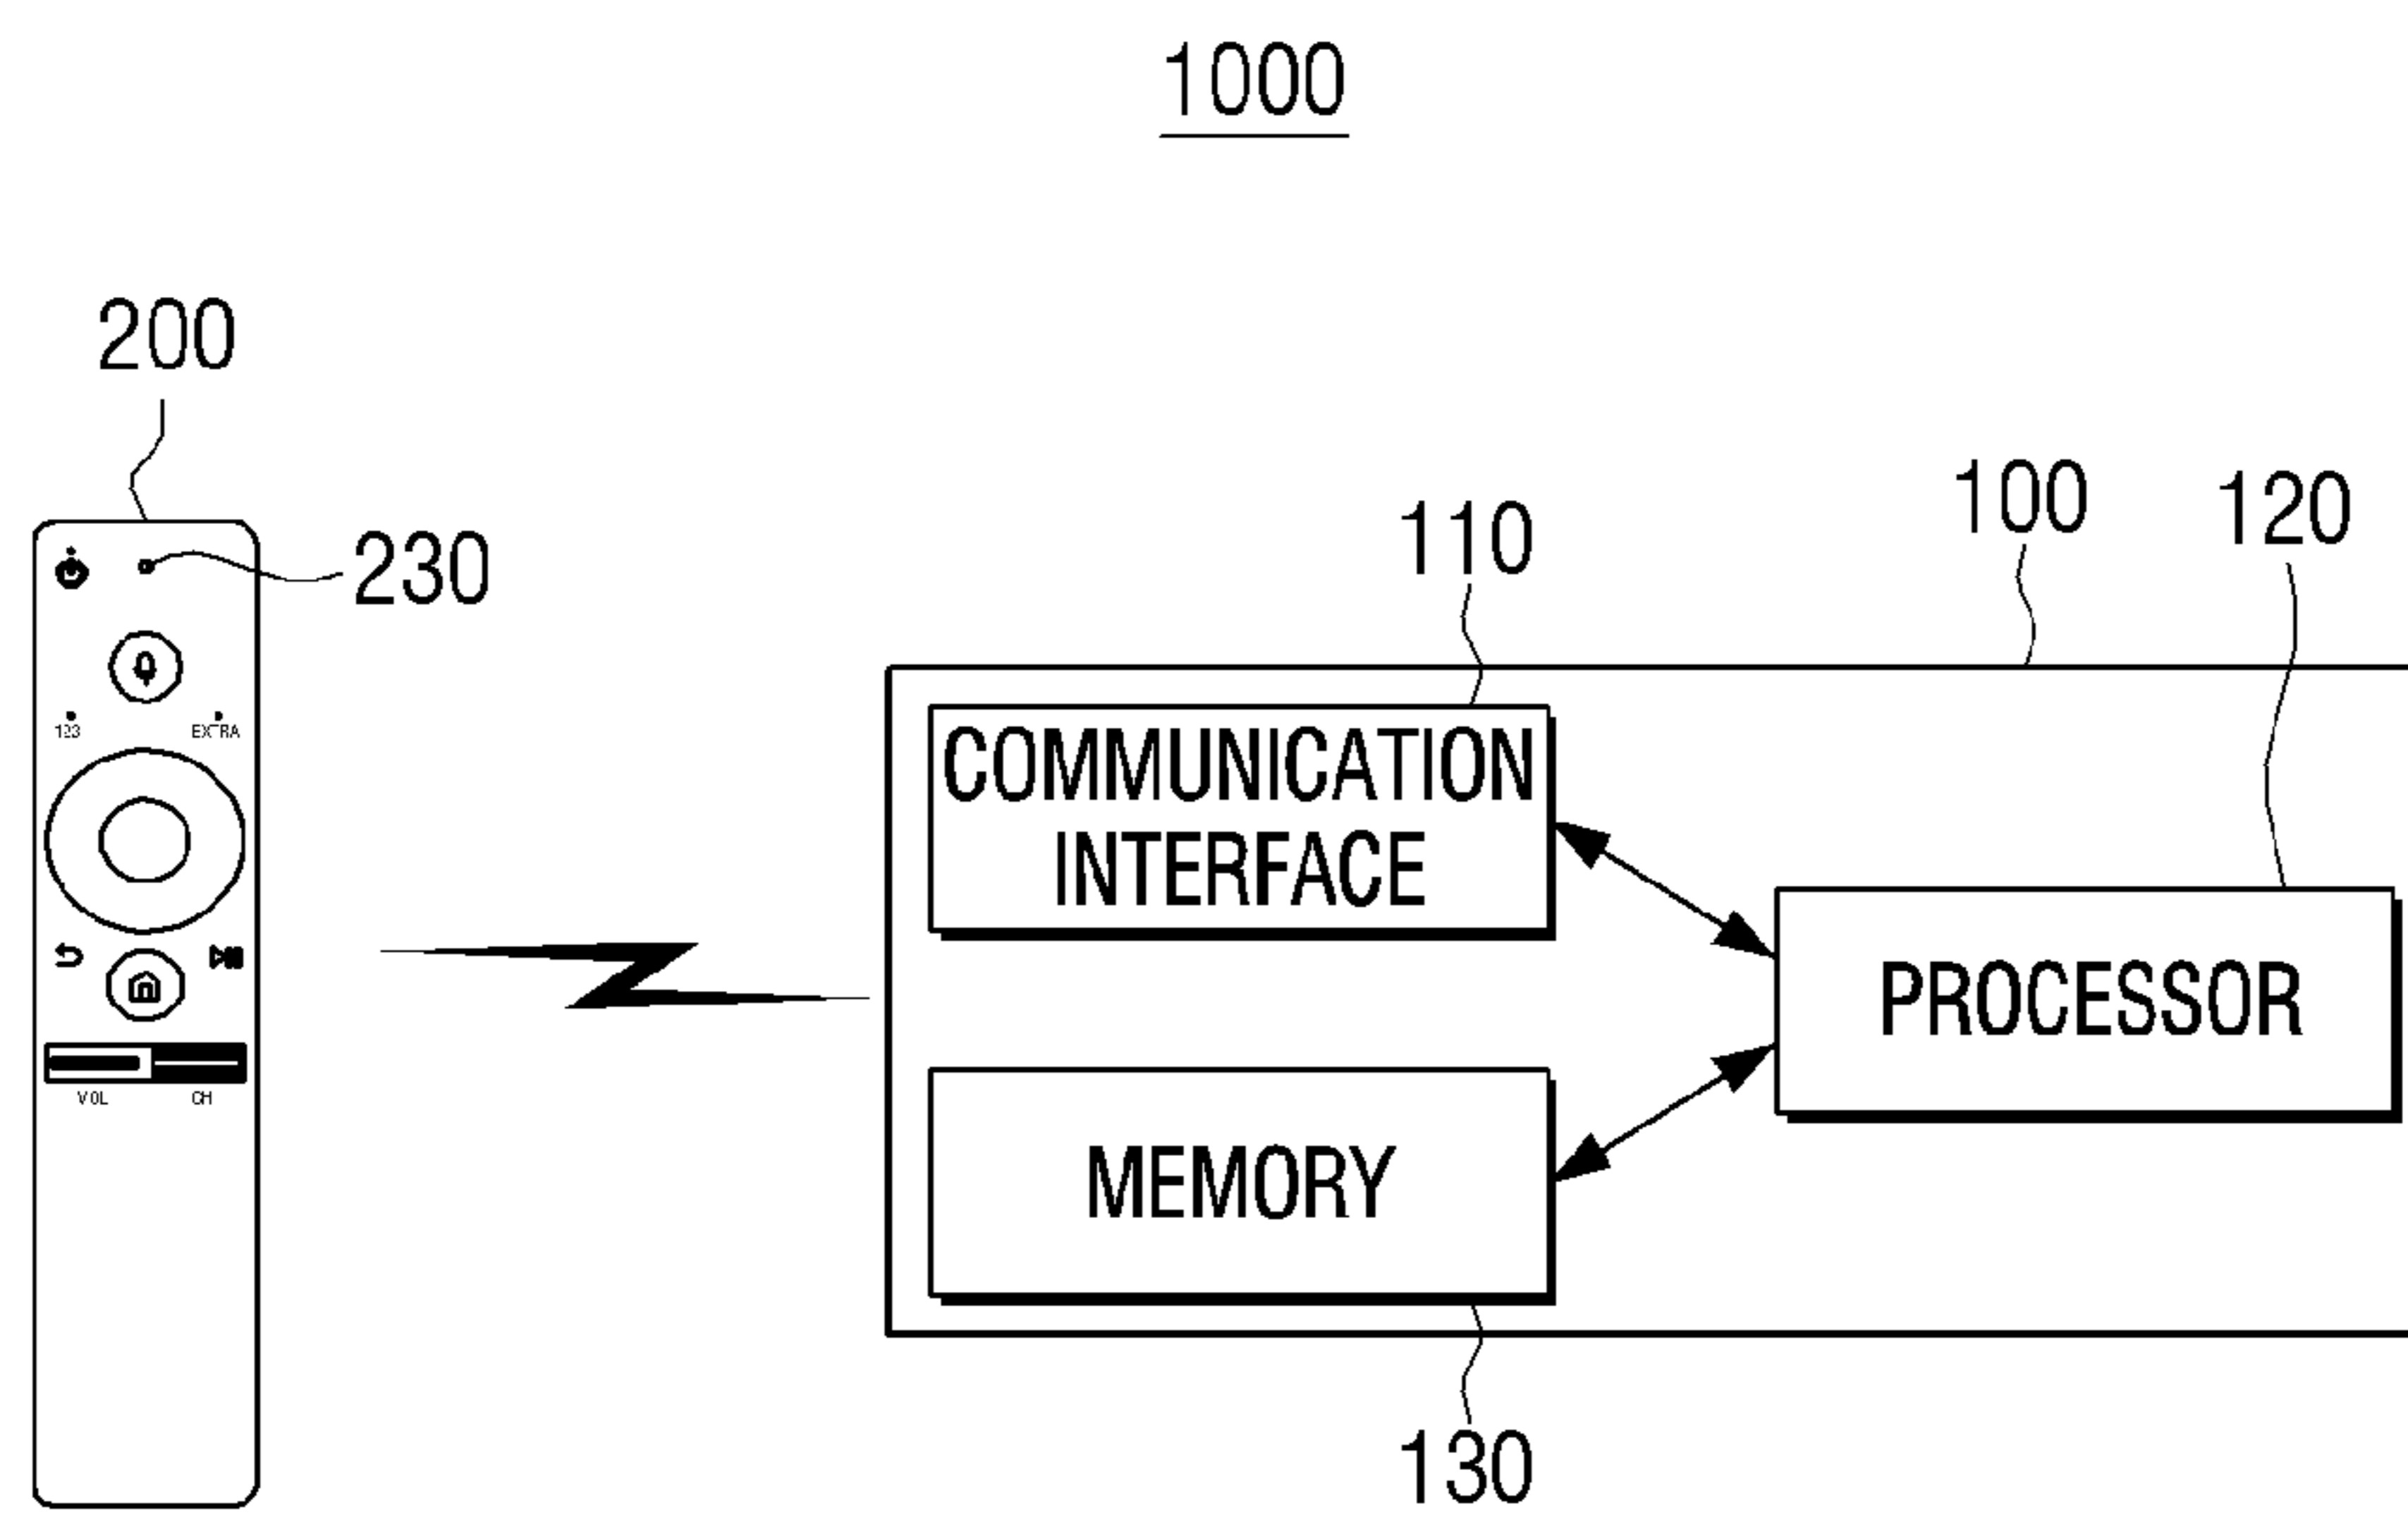 1000
200
230
110
100
120
123
EXTRA
COMMUNICATION
INTERFACE
PROCESSOR
MEMORY
VOL
CH
130